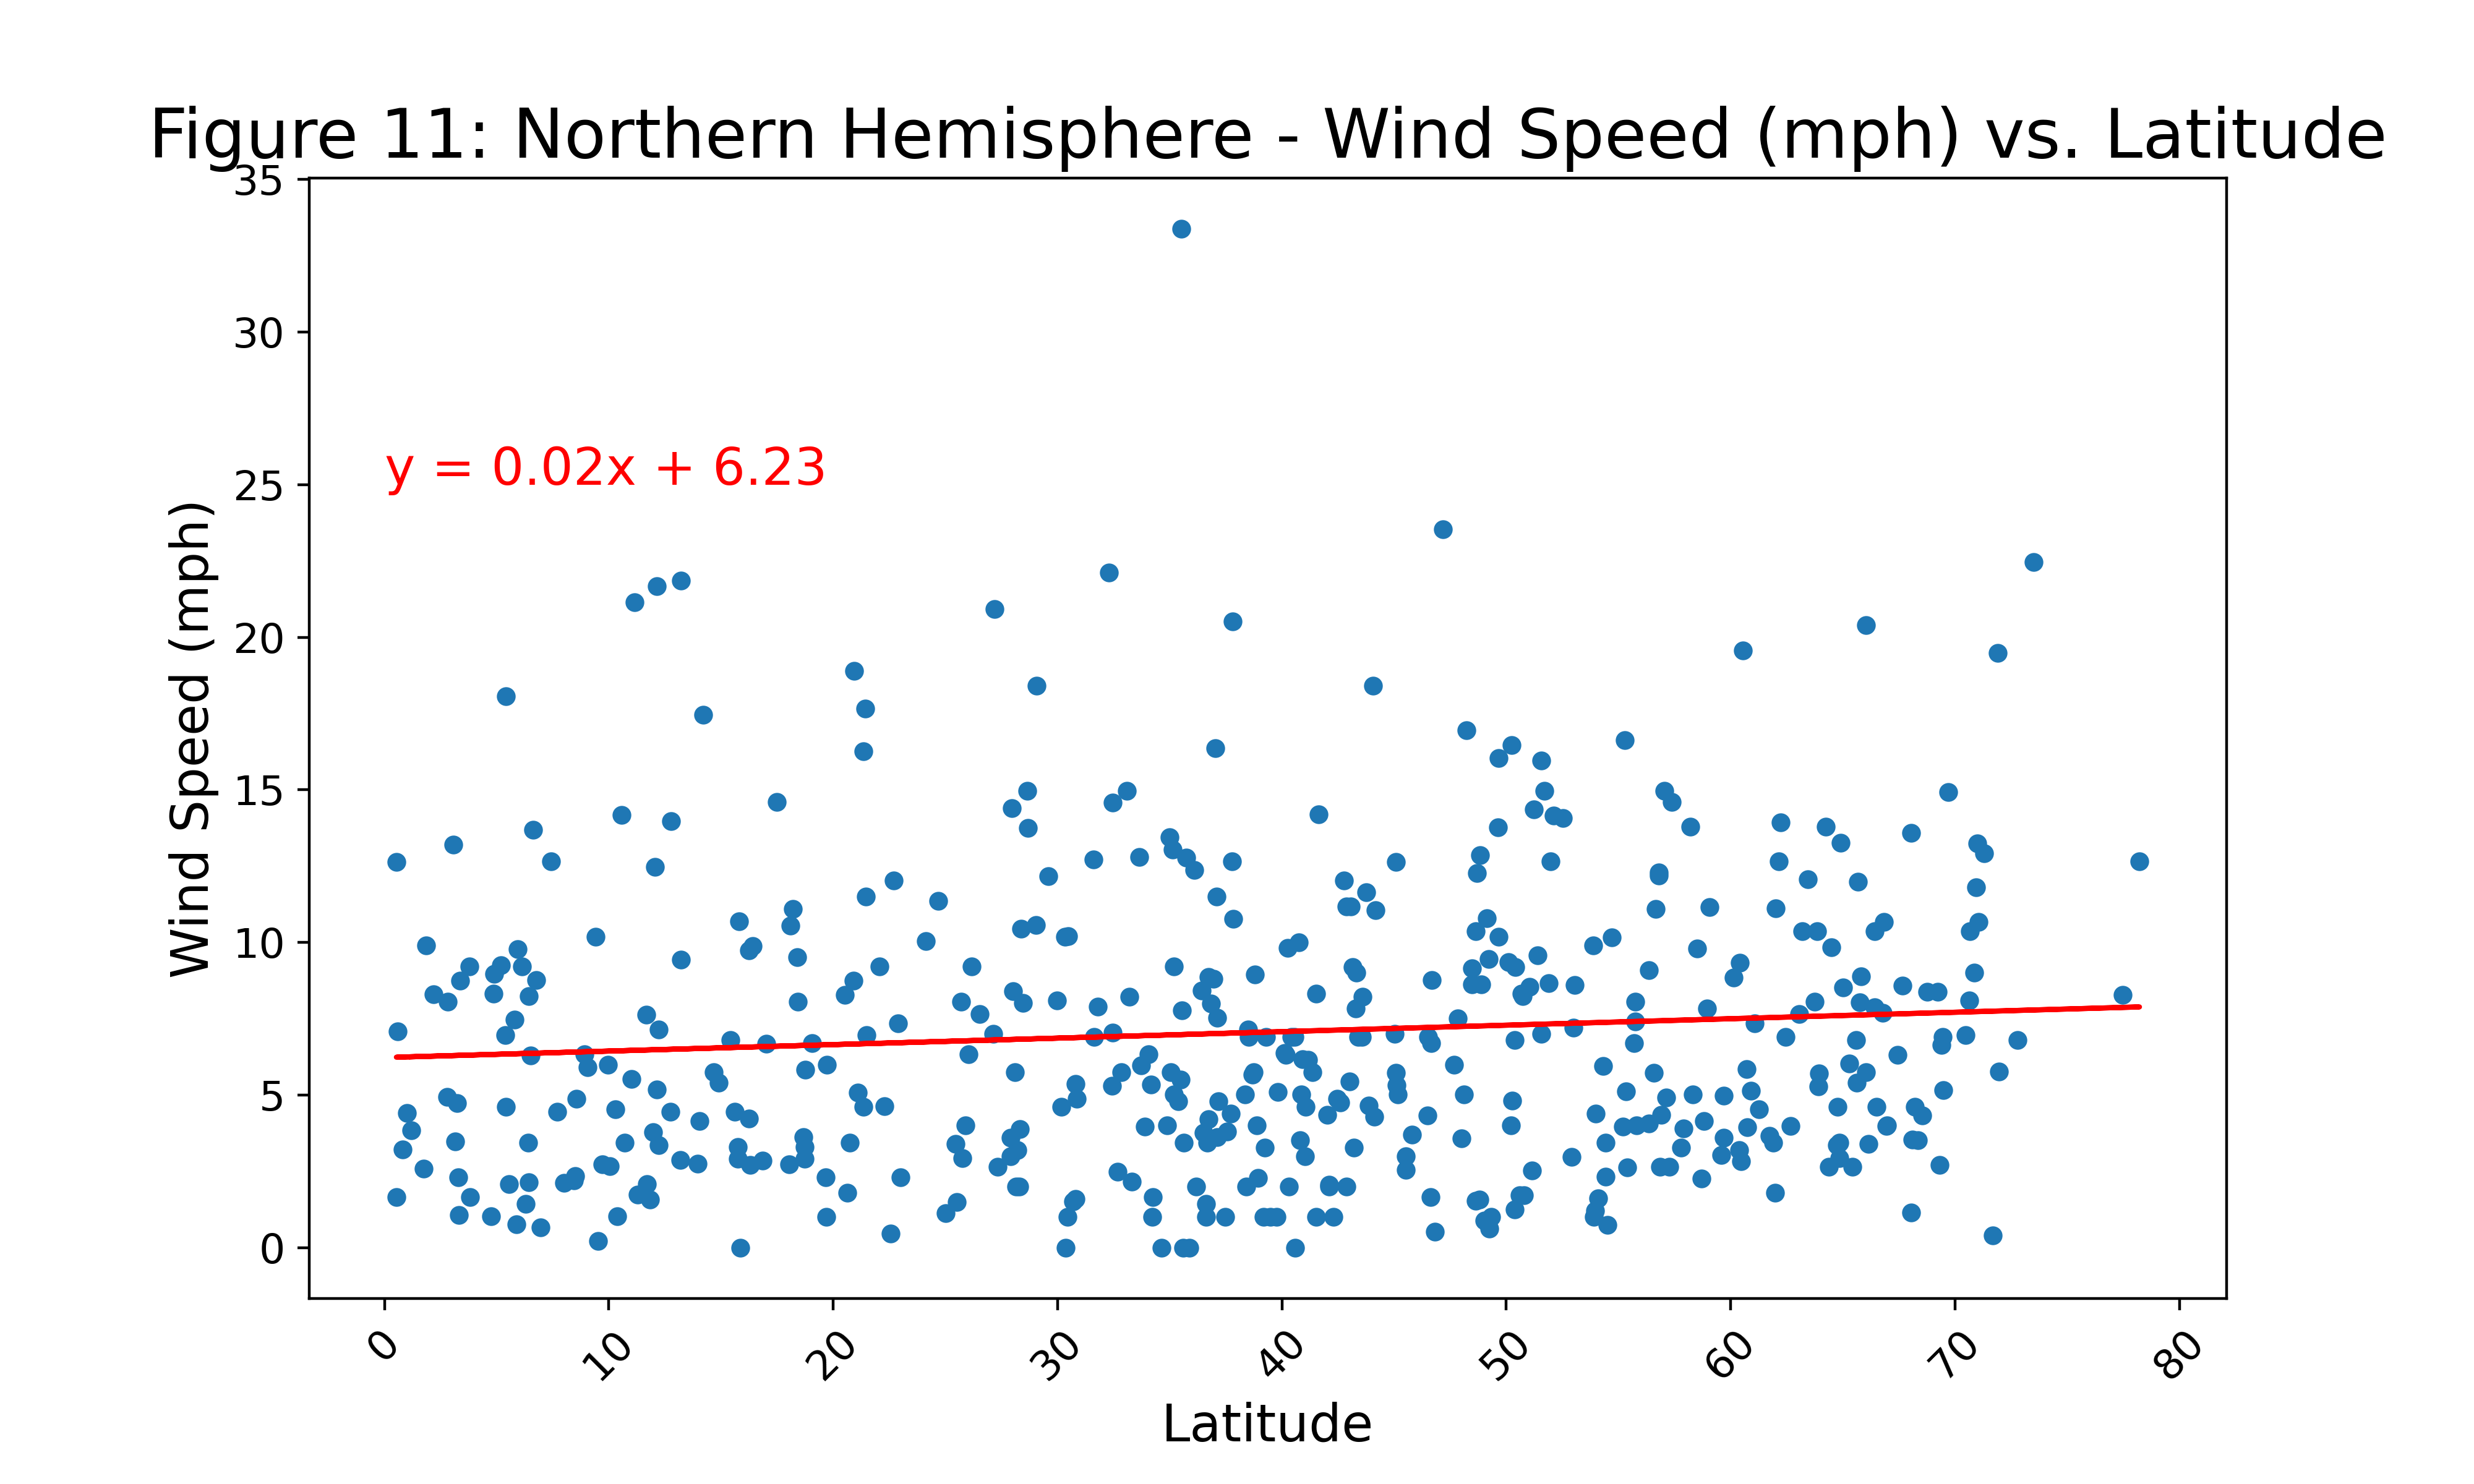 Figure 11: Northern Hemisphere - Wind Speed (mph) vs. Latitude
35
30
y = 0.02x + 6.23
25
20
15
10
5
0
Wind Speed (mph)
0 10 20 30 40 50 60 70 80
Latitude